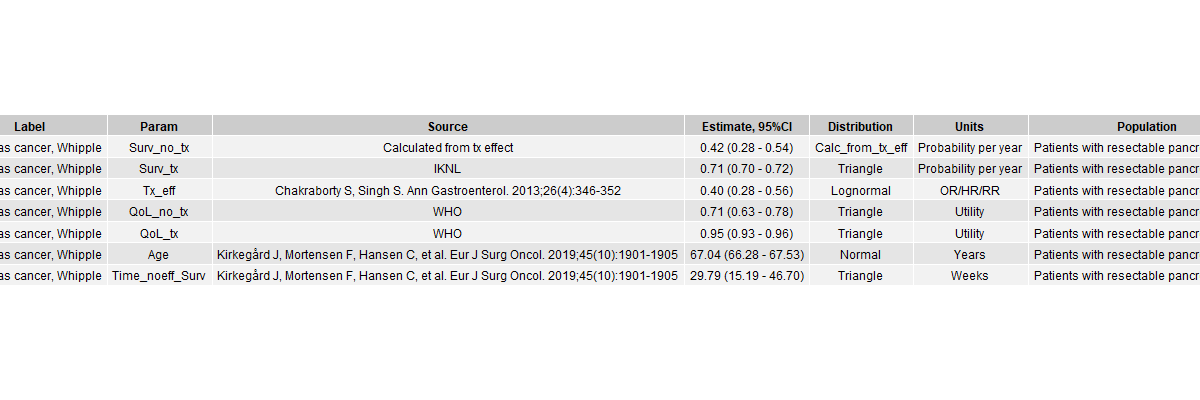 Label Param Source Estimate, 95%CI Distribution Units Population
as cancer, Whipple Surv_no_tx Calculated from tx effect 0.42 (0.28 - 0.54) Calc_from_tx_eff Probability per year Patients with resectable pancr
as cancer, Whipple Surv_tx IKNL 0.71 (0.70 - 0.72) Triangle Probability per year Patients with resectable pancr
as cancer, Whipple Tx_eff Chakraborty S, Singh S. Ann Gastroenterol. 2013;26(4):346-352 0.40 (0.28 - 0.56) Lognormal OR/HR/RR Patients with resectable pancr
as cancer, Whipple QoL_no_tx WHO 0.71 (0.63 - 0.78) Triangle Utility Patients with resectable pancr
as cancer, Whipple QoL_tx WHO 0.95 (0.93 - 0.96) Triangle Utility Patients with resectable pancr
as cancer, Whipple Age Kirkegård J, Mortensen F, Hansen C, et al. Eur J Surg Oncol. 2019;45(10):1901-1905 67.04 (66.28 - 67.53) Normal Years Patients with resectable pancr
as cancer, Whipple Time_noeff_Surv Kirkegård J, Mortensen F, Hansen C, et al. Eur J Surg Oncol. 2019;45(10):1901-1905 29.79 (15.19 - 46.70) Triangle Weeks Patients with resectable pancr